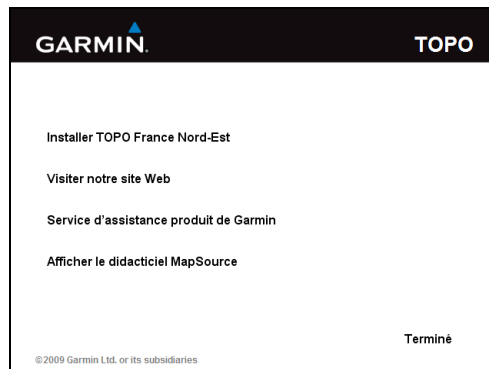 GARMIN. TOPO
Installer TOPO France Nord-Est
Visiter notre site Web
Service d'assistance produit de Garmin
Afficher le didacticiel MapSource
Terminé
©2009 Garmin Ltd. or its subsidiaries